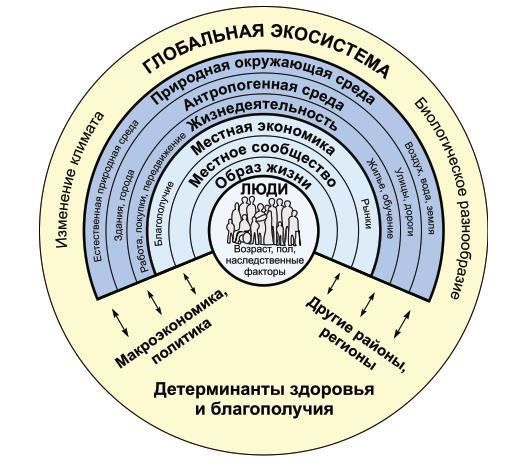 ГЛОБАЛЬНАЯ ЭКОСИСТЕМА
Изменение климата
Биологическое разнообразие
Природная окружающая среда
Естественная природная среда
Воздух, вода, земля
Антропогенная среда
Здания, города
Улицы, дороги
Жизнедеятельность
Работа, покупки, передвижение
Жилье, обучение
Местная экономика
Благополучие
Рынки
Местное сообщество
Образ жизни
ЛЮДИ
Возраст, пол,
наследственные
факторы
Макроэкономика,
политика
Другие районы,
регионы
Детерминанты здоровья
и благополучия